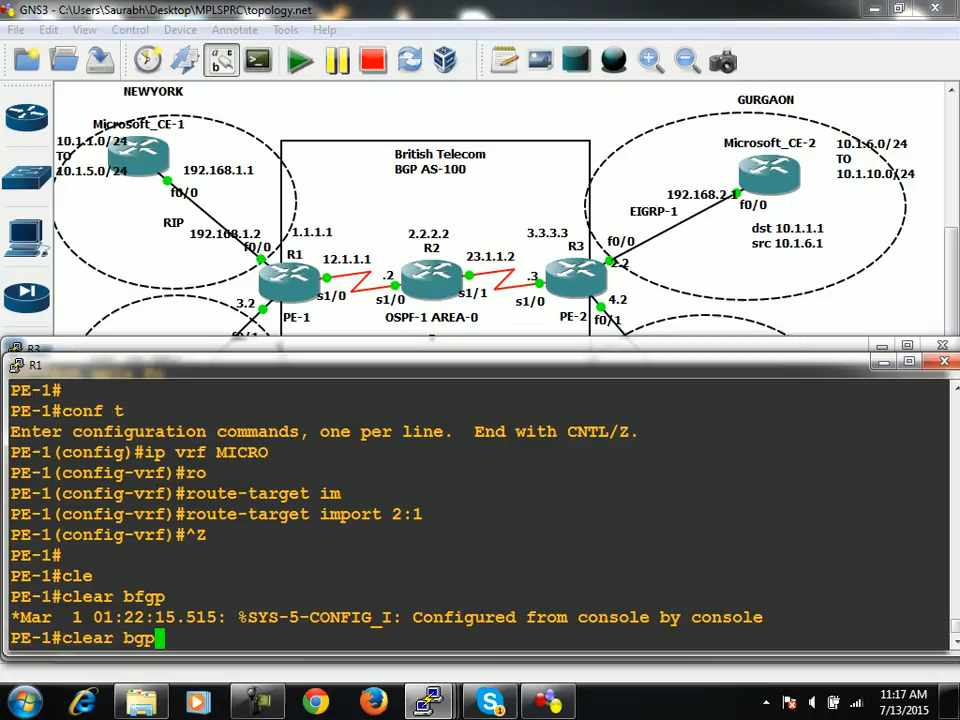 GNS3 - C:\Users\Saurabh\Desktop\MPLSPRC\topology.net
File Edit View Control Device Annotate Tools Help
NEWYORK
GURGAON
Microsoft_CE-1
10.1.1.0/24
TO
10.1.5.0/24
192.168.1.1
f0/0
RIP
192.168.1.2
f0/0
British Telecom
BGP AS-100
Microsoft_CE-2
10.1.6.0/24
TO
10.1.10.0/24
192.168.2.1
f0/0
EIGRP-1
dst 10.1.1.1
src 10.1.6.1
1.1.1.1
R1
12.1.1.1
s1/0
PE-1
3.2
2.2.2.2
R2
.2
s1/0
23.1.1.2
s1/1
OSPF-1 AREA-0
3.3.3.3
R3
.3
s1/0
f0/0
2.2
PE-2
4.2
f0/1
f0/1
R3
R1
PE-1#
PE-1#conf t
Enter configuration commands, one per line.  End with CNTL/Z.
PE-1(config)#ip vrf MICRO
PE-1(config-vrf)#ro
PE-1(config-vrf)#route-target im
PE-1(config-vrf)#route-target import 2:1
PE-1(config-vrf)#^Z
PE-1#
PE-1#cle
PE-1#clear bfgp
*Mar  1 01:22:15.515: %SYS-5-CONFIG_I: Configured from console by console
PE-1#clear bgp
11:17 AM
7/13/2015